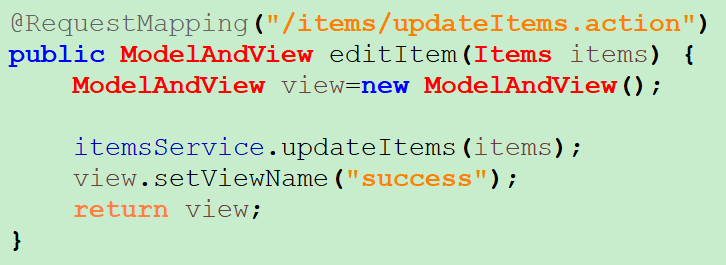 @RequestMapping("/items/updateItems.action")
public ModelAndView editItem(Items items) {
    ModelAndView view=new ModelAndView();

    itemsService.updateItems(items);
    view.setViewName("success");
    return view;
}